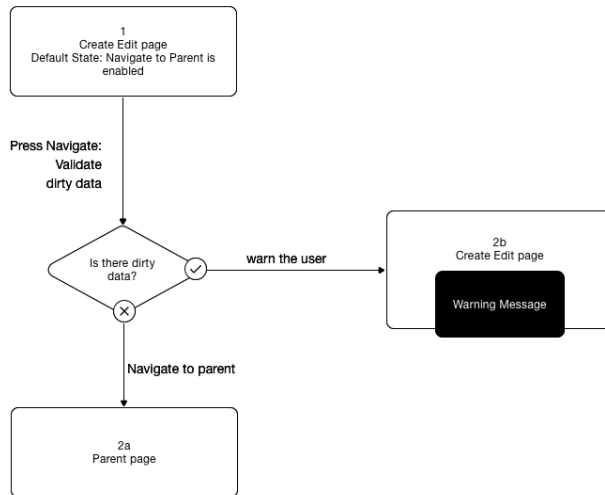 1
Create Edit page
Default State: Navigate to Parent is
enabled
Press Navigate:
Validate
dirty data
Is there dirty
data?
warn the user
2b
Create Edit page
Warning Message
Navigate to parent
2a
Parent page